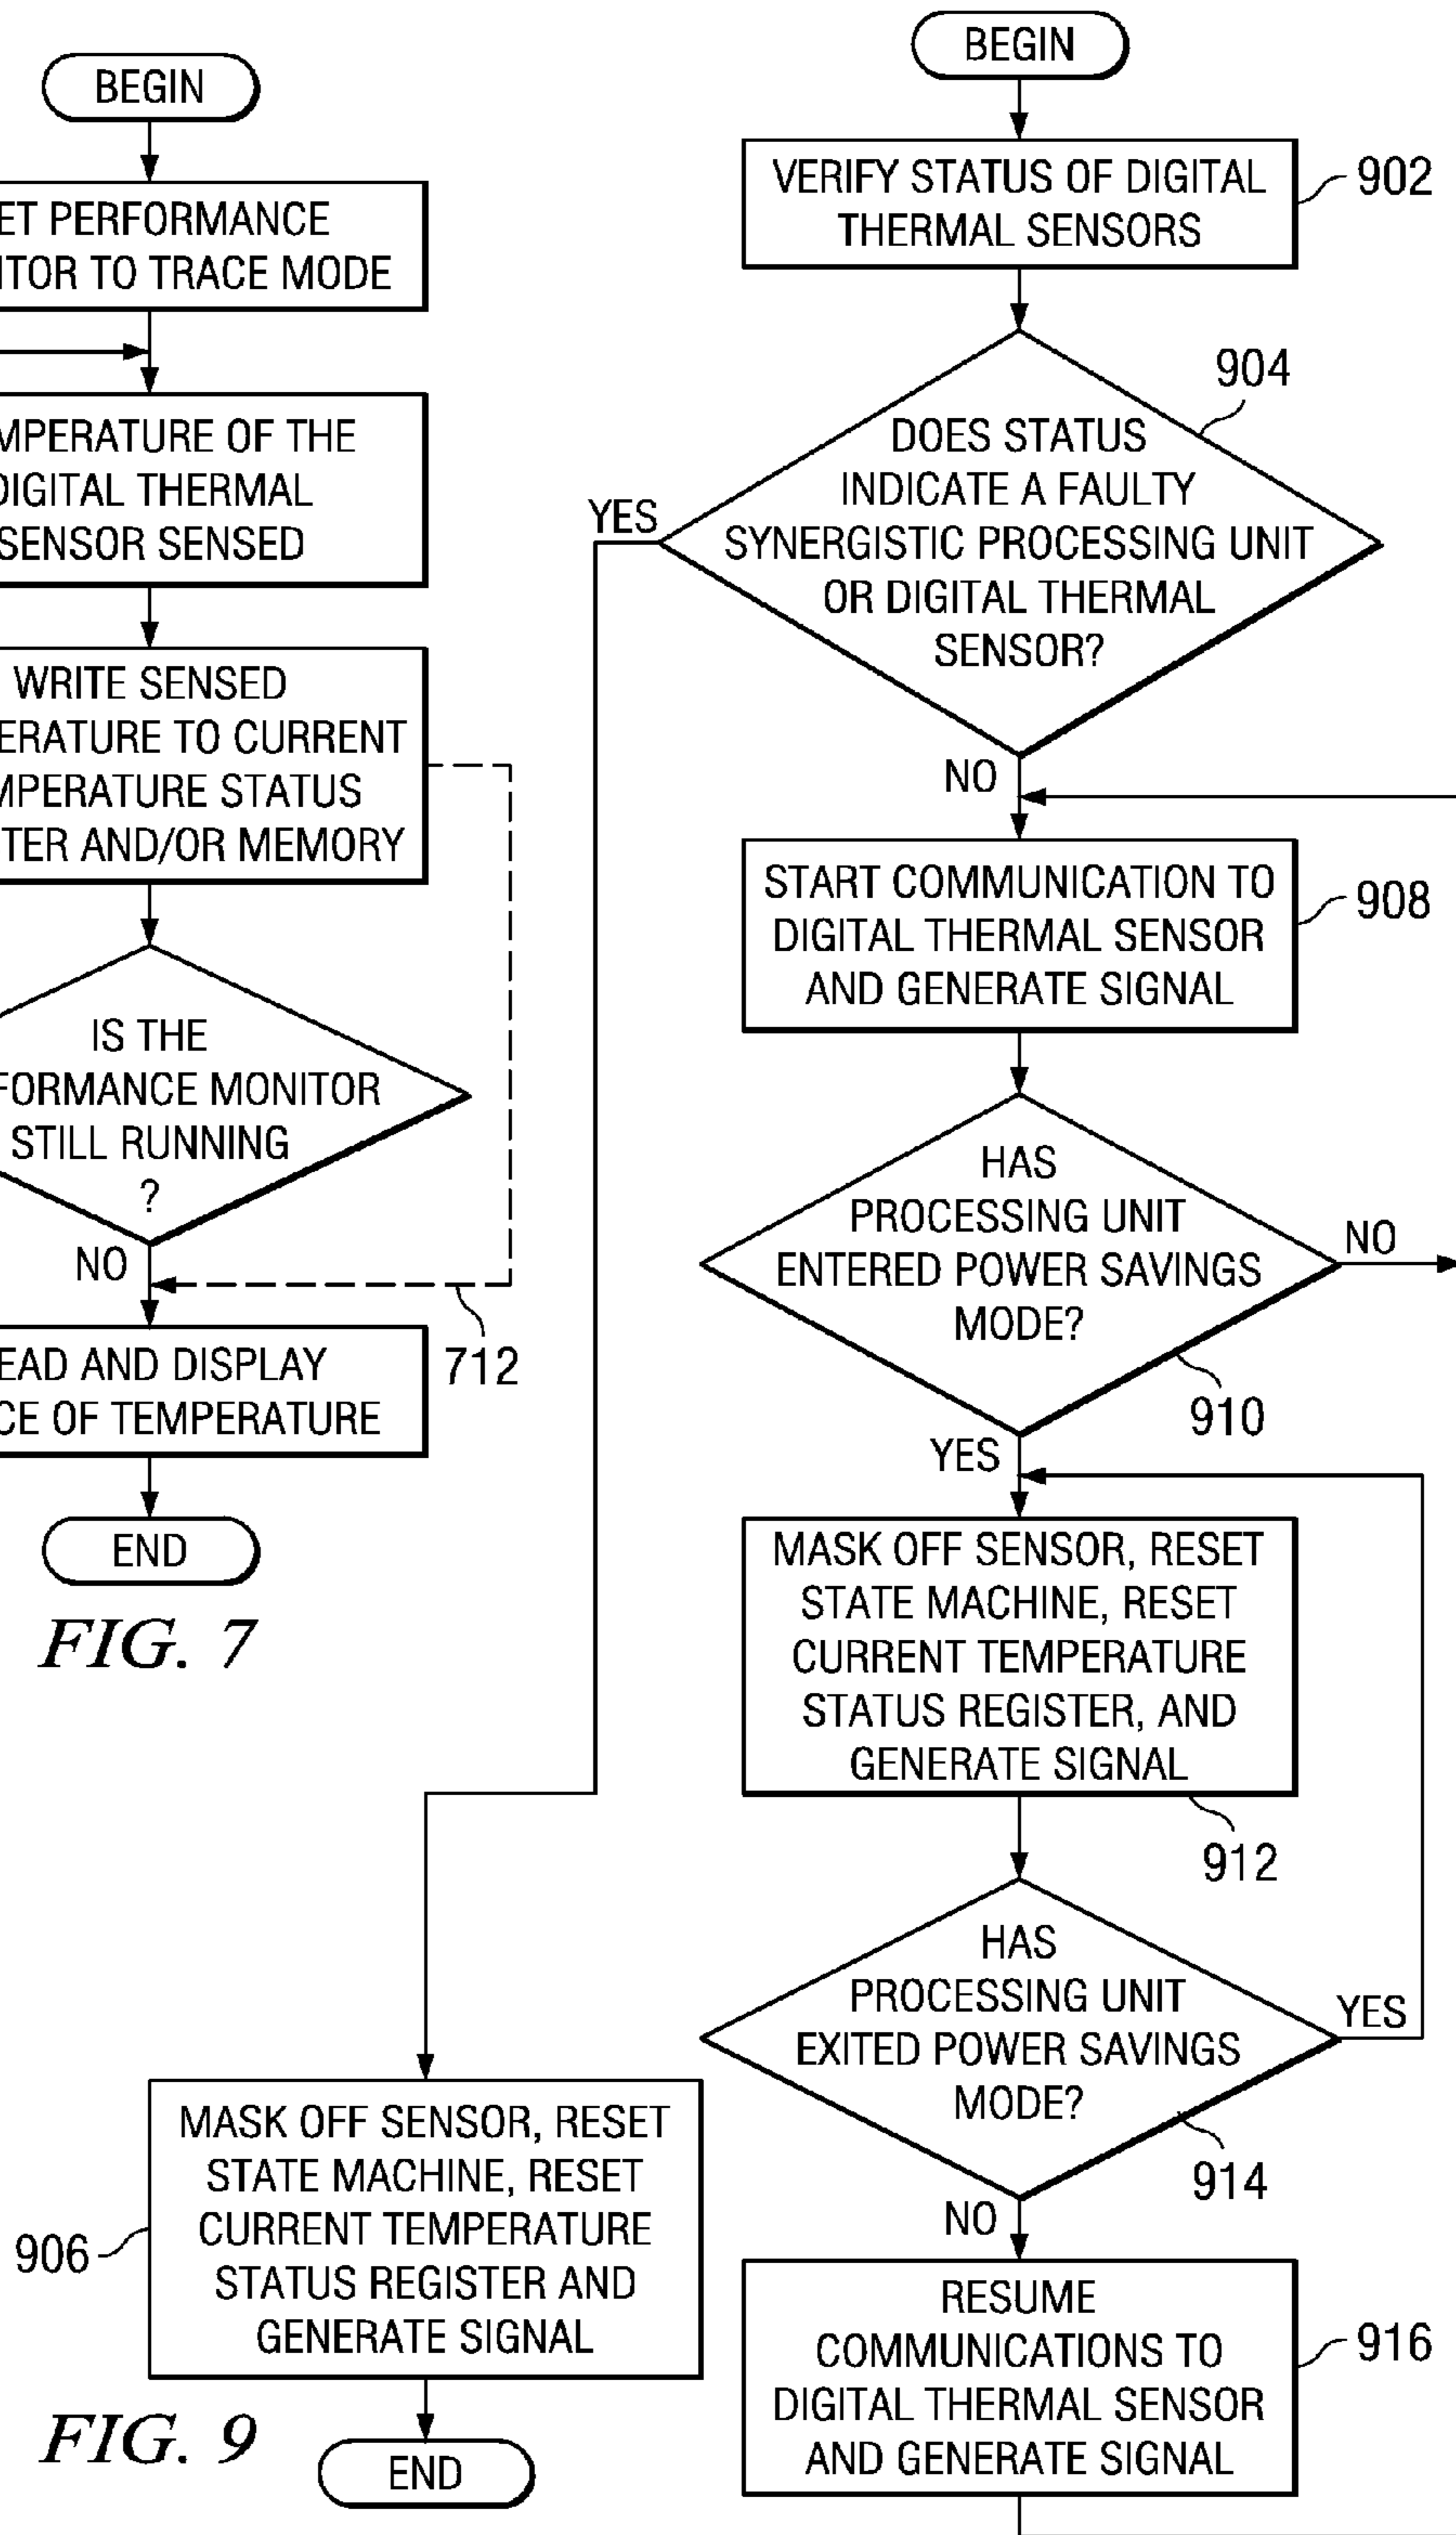 BEGIN
ET PERFORMANCE
ITOR TO TRACE MODE
MPERATURE OF THE
DIGITAL THERMAL
SENSOR SENSED
WRITE SENSED
ERATURE TO CURRENT
MPERATURE STATUS
TER AND/OR MEMORY
IS THE
FORMANCE MONITOR
STILL RUNNING
?
NO
712
EAD AND DISPLAY
CE OF TEMPERATURE
END
FIG. 7
BEGIN
VERIFY STATUS OF DIGITAL
THERMAL SENSORS
902
904
DOES STATUS
INDICATE A FAULTY
SYNERGISTIC PROCESSING UNIT
OR DIGITAL THERMAL
SENSOR?
YES
NO
START COMMUNICATION TO
DIGITAL THERMAL SENSOR
AND GENERATE SIGNAL
908
HAS
PROCESSING UNIT
ENTERED POWER SAVINGS
MODE?
NO
910
YES
MASK OFF SENSOR, RESET
STATE MACHINE, RESET
CURRENT TEMPERATURE
STATUS REGISTER, AND
GENERATE SIGNAL
912
HAS
PROCESSING UNIT
EXITED POWER SAVINGS
MODE?
YES
914
NO
RESUME
COMMUNICATIONS TO
DIGITAL THERMAL SENSOR
AND GENERATE SIGNAL
916
MASK OFF SENSOR, RESET
STATE MACHINE, RESET
CURRENT TEMPERATURE
STATUS REGISTER AND
GENERATE SIGNAL
906
END
FIG. 9